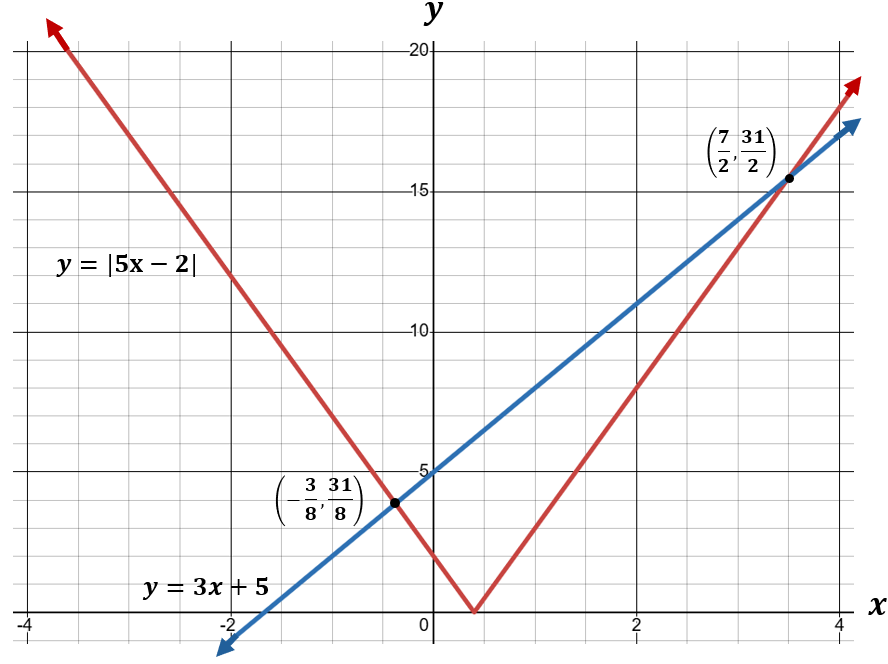 y
20
(7/2, 31/2)
15
y = |5x − 2|
10
5
(−3/8, 31/8)
y = 3x + 5
x
-4 -2 0 2 4